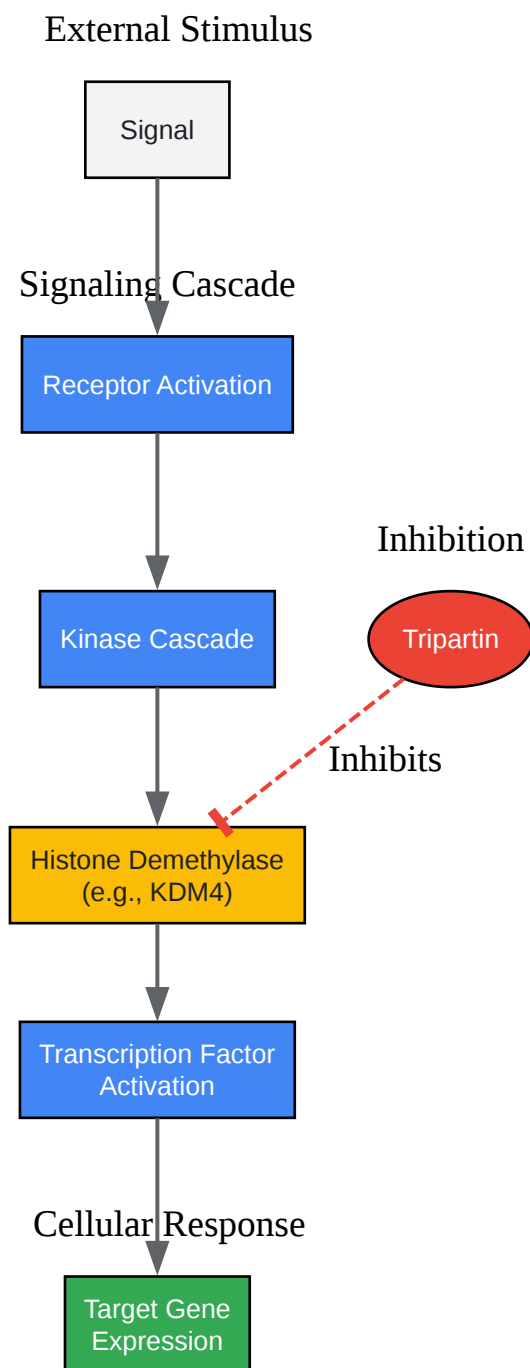 External Stimulus
Signal
Signaling Cascade
Receptor Activation
Inhibition
Kinase Cascade
Tripartin
Inhibits
Histone Demethylase
(e.g., KDM4)
Transcription Factor
Activation
Cellular Response
Target Gene
Expression